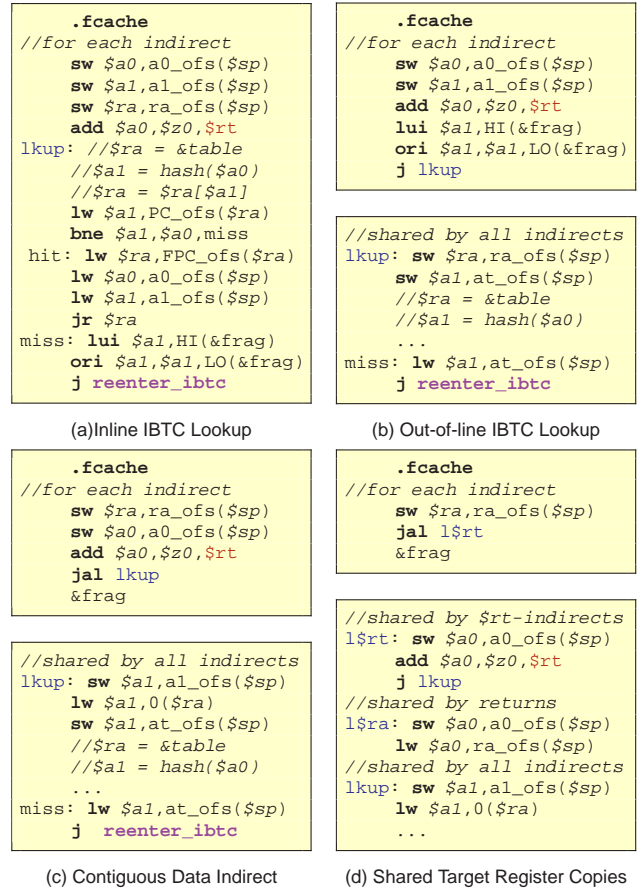 .fcache
//for each indirect
sw $a0,a0_ofs($sp)
sw $a1,a1_ofs($sp)
sw $ra,ra_ofs($sp)
add $a0,$z0,$rt
lkup: //$ra = &table
//$a1 = hash($a0)
//$ra = $ra[$a1]
lw $a1,PC_ofs($ra)
bne $a1,$a0,miss
hit: lw $ra,FPC_ofs($ra)
lw $a0,a0_ofs($sp)
lw $a1,a1_ofs($sp)
jr $ra
miss: lui $a1,HI(&frag)
ori $a1,$a1,LO(&frag)
j reenter_ibtc
(a)Inline IBTC Lookup
.fcache
//for each indirect
sw $a0,a0_ofs($sp)
sw $a1,a1_ofs($sp)
add $a0,$z0,$rt
lui $a1,HI(&frag)
ori $a1,$a1,LO(&frag)
j lkup
//shared by all indirects
lkup: sw $ra,ra_ofs($sp)
sw $a1,at_ofs($sp)
//$ra = &table
//$a1 = hash($a0)
...
miss: lw $a1,at_ofs($sp)
j reenter_ibtc
(b) Out-of-line IBTC Lookup
.fcache
//for each indirect
sw $ra,ra_ofs($sp)
sw $a0,a0_ofs($sp)
add $a0,$z0,$rt
jal lkup
&frag
//shared by all indirects
lkup: sw $a1,a1_ofs($sp)
lw $a1,0($ra)
sw $a1,at_ofs($sp)
//$ra = &table
//$a1 = hash($a0)
...
miss: lw $a1,at_ofs($sp)
j reenter_ibtc
(c) Contiguous Data Indirect
.fcache
//for each indirect
sw $ra,ra_ofs($sp)
jal l$rt
&frag
//shared by $rt-indirects
l$rt: sw $a0,a0_ofs($sp)
add $a0,$z0,$rt
j lkup
//shared by returns
l$ra: sw $a0,a0_ofs($sp)
lw $a0,ra_ofs($sp)
//shared by all indirects
lkup: sw $a1,a1_ofs($sp)
lw $a1,0($ra)
...
(d) Shared Target Register Copies